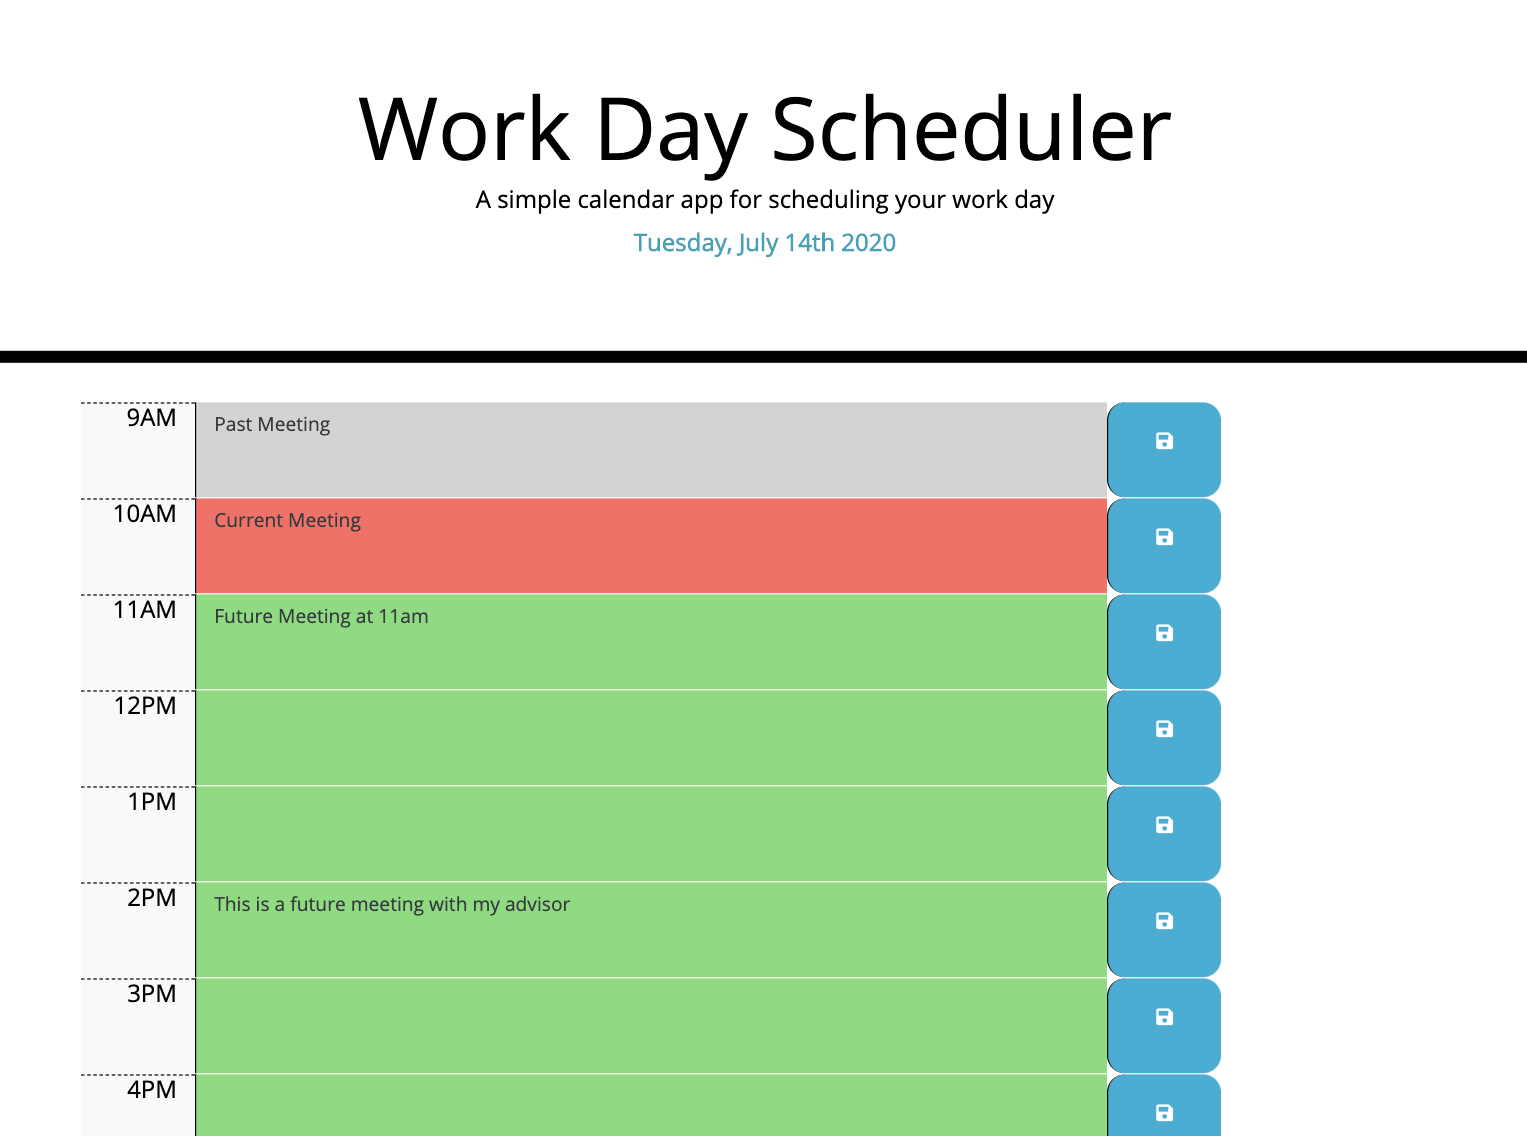 Work Day Scheduler
A simple calendar app for scheduling your work day
Tuesday, July 14th 2020
9AM
Past Meeting
10AM
Current Meeting
11AM
Future Meeting at 11am
12PM
1PM
2PM
This is a future meeting with my advisor
3PM
4PM